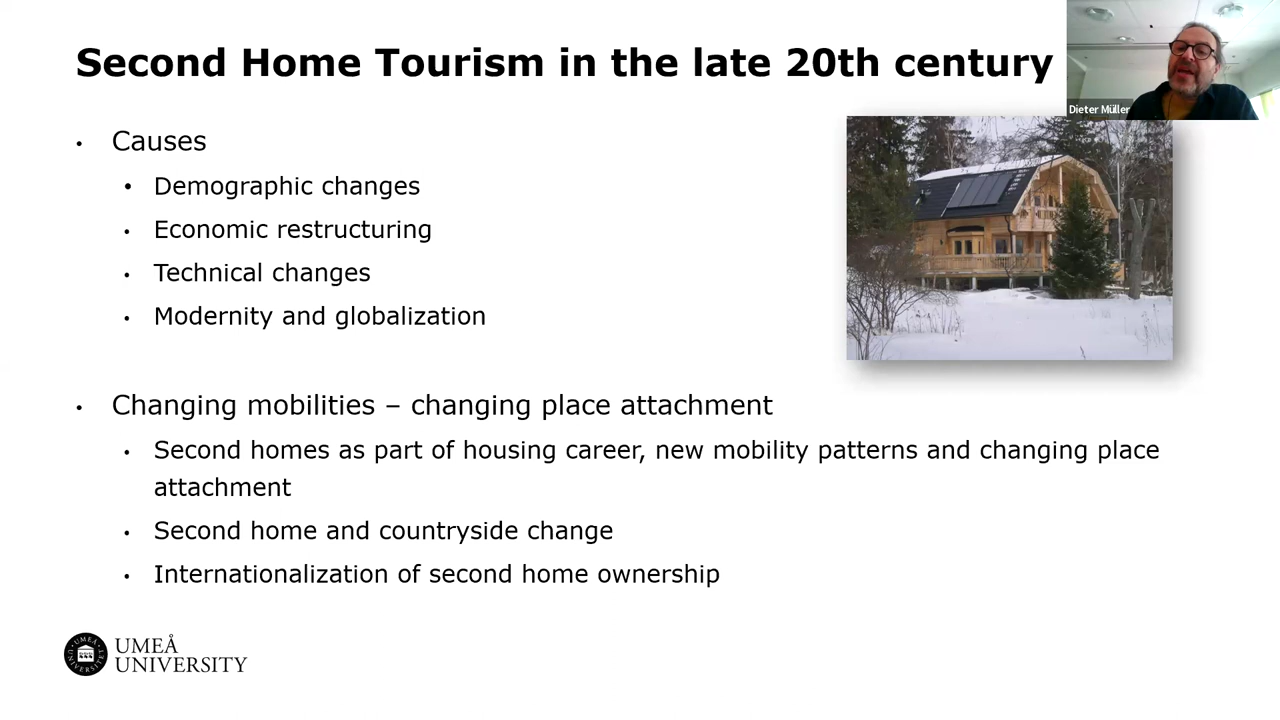 Second Home Tourism in the late 20th century
Dieter Müller
• Causes
• Demographic changes
• Economic restructuring
• Technical changes
• Modernity and globalization
• Changing mobilities – changing place attachment
• Second homes as part of housing career, new mobility patterns and changing place
attachment
• Second home and countryside change
• Internationalization of second home ownership
UMEÅ
UNIVERSITY
UMEÅ
UNIVERSITET